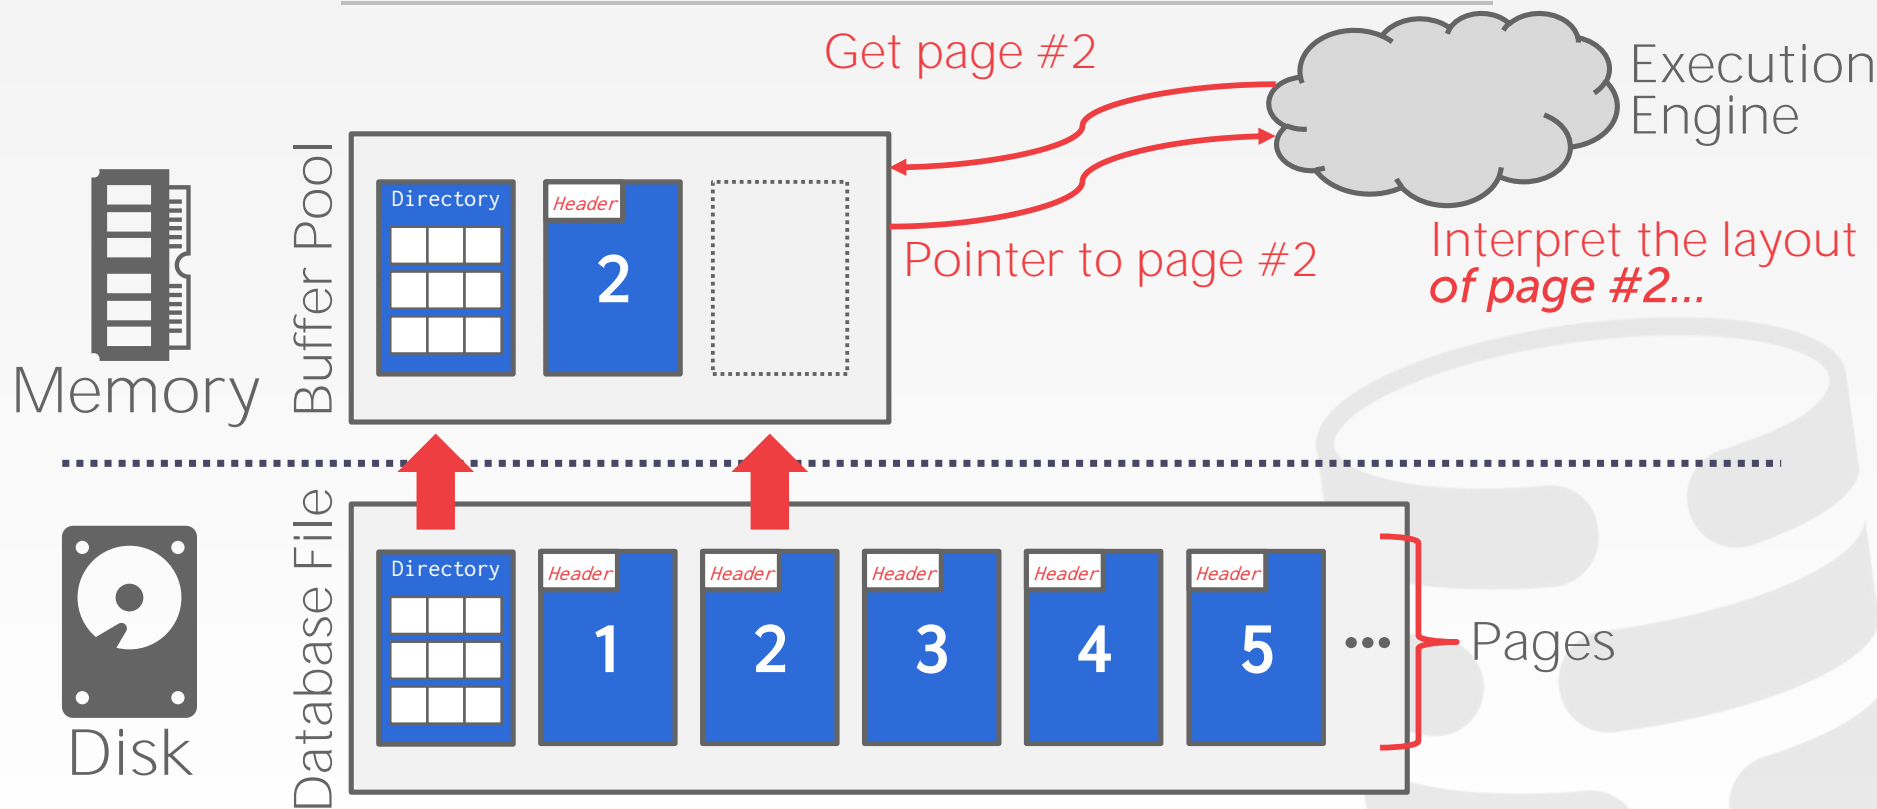 Get page #2
Execution
Engine
Buffer Pool
Directory
Header
2
Pointer to page #2
Interpret the layout
of page #2...
Memory
Database File
Directory
Header
1
Header
2
Header
3
Header
4
Header
5
•••
Pages
Disk